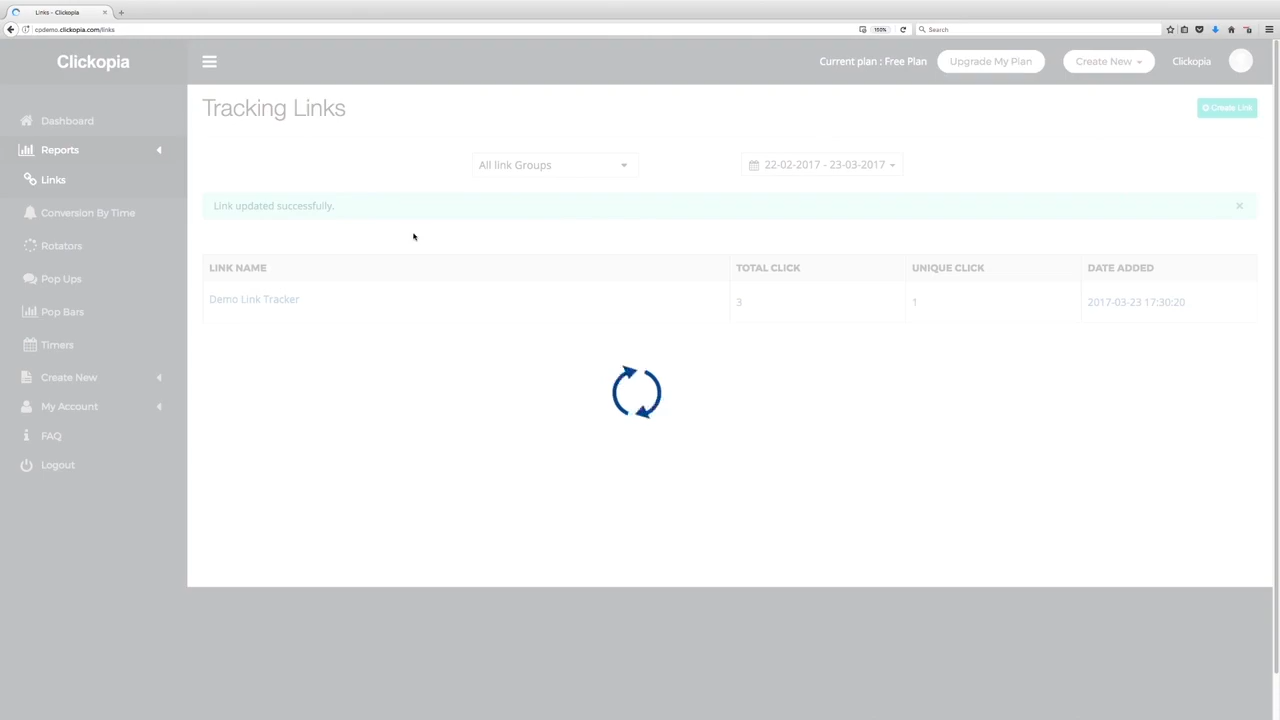 Links - Clickopia
cpdemo.clickopia.com/links
150%
Search
Clickopia
Current plan : Free Plan
Upgrade My Plan
Create New
Clickopia
Dashboard
Reports
Links
Conversion By Time
Rotators
Pop Ups
Pop Bars
Timers
Create New
My Account
FAQ
Logout
Tracking Links
Create Link
All link Groups
22-02-2017 - 23-03-2017
Link updated successfully.
LINK NAME TOTAL CLICK UNIQUE CLICK DATE ADDED
Demo Link Tracker 3 1 2017-03-23 17:30:20